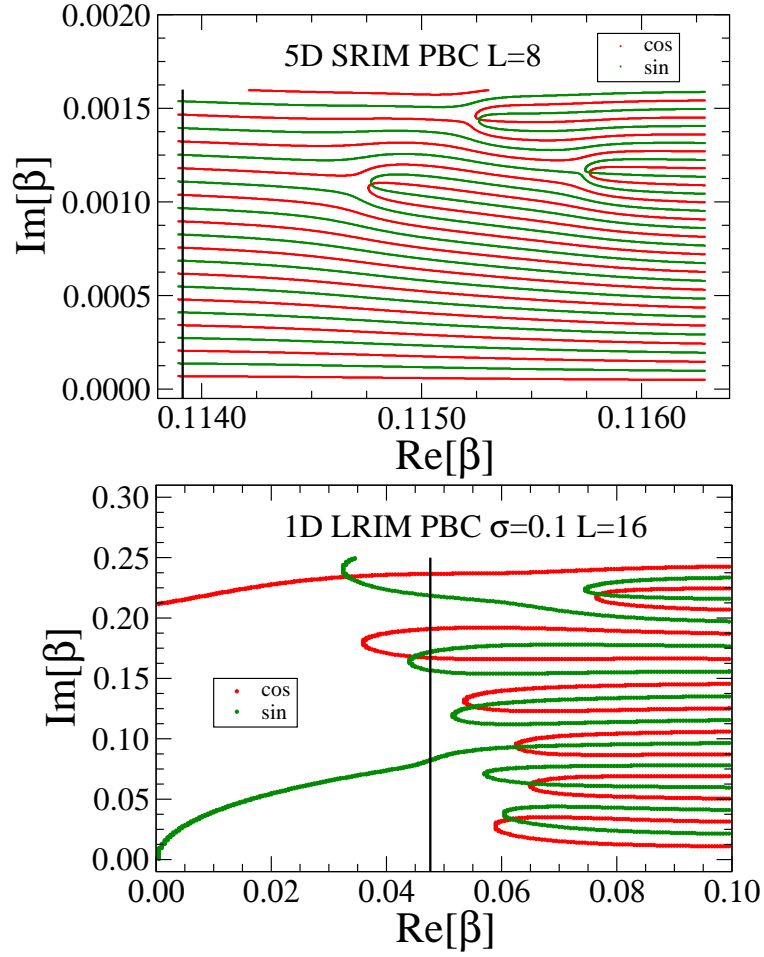 0.0020
5D SRIM PBC L=8
cos
sin
0.0015
0.0010
0.0005
0.0000
Im[β]
0.1140 0.1150 0.1160
Re[β]
0.30
1D LRIM PBC σ=0.1 L=16
0.25
0.20
0.15
cos
sin
0.10
0.05
0.00
Im[β]
0.00 0.02 0.04 0.06 0.08 0.10
Re[β]